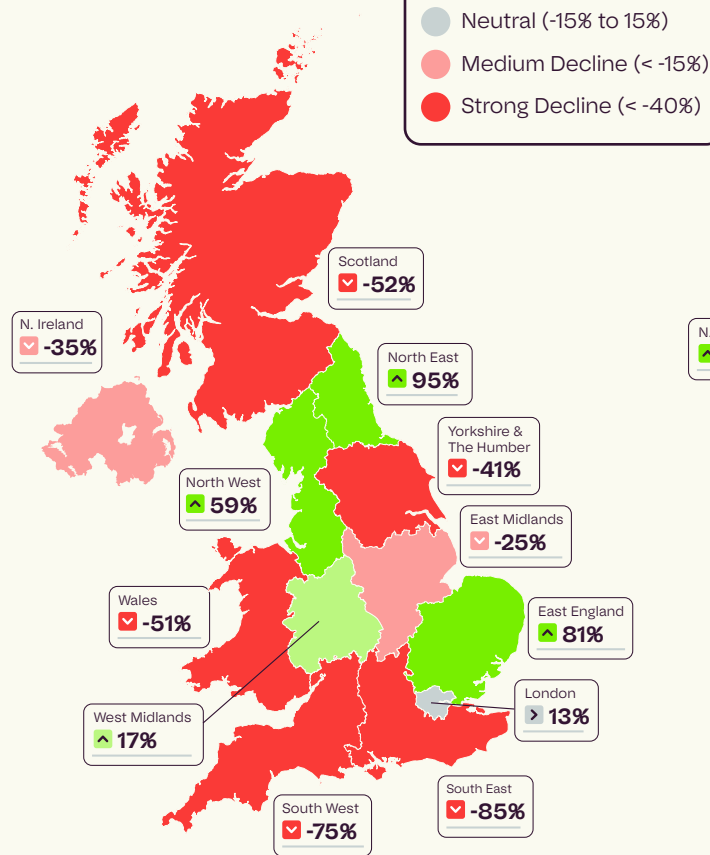 Neutral (-15% to 15%)
Medium Decline (< -15%)
Strong Decline (< -40%)
Scotland
-52%
N. Ireland
-35%
N.
North East
95%
Yorkshire &
The Humber
-41%
North West
59%
East Midlands
-25%
Wales
-51%
East England
81%
London
13%
West Midlands
17%
South East
-85%
South West
-75%